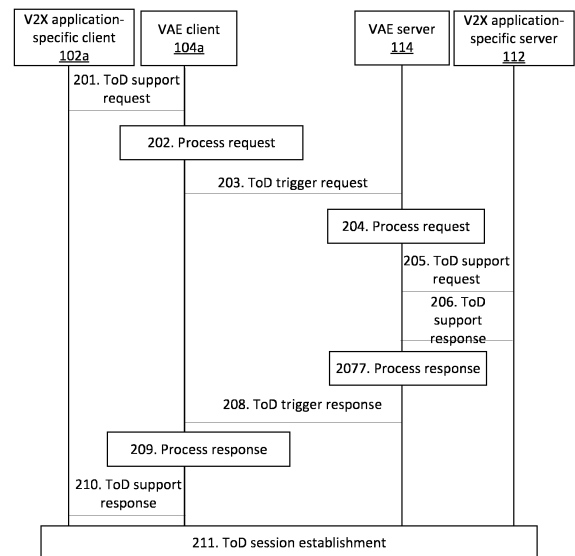 V2X application-
specific client
102a
VAE client
104a
VAE server
114
V2X application-
specific server
112
201. ToD support
request
202. Process request
203. ToD trigger request
204. Process request
205. ToD support
request
206. ToD
support
response
2077. Process response
208. ToD trigger response
209. Process response
210. ToD support
response
211. ToD session establishment